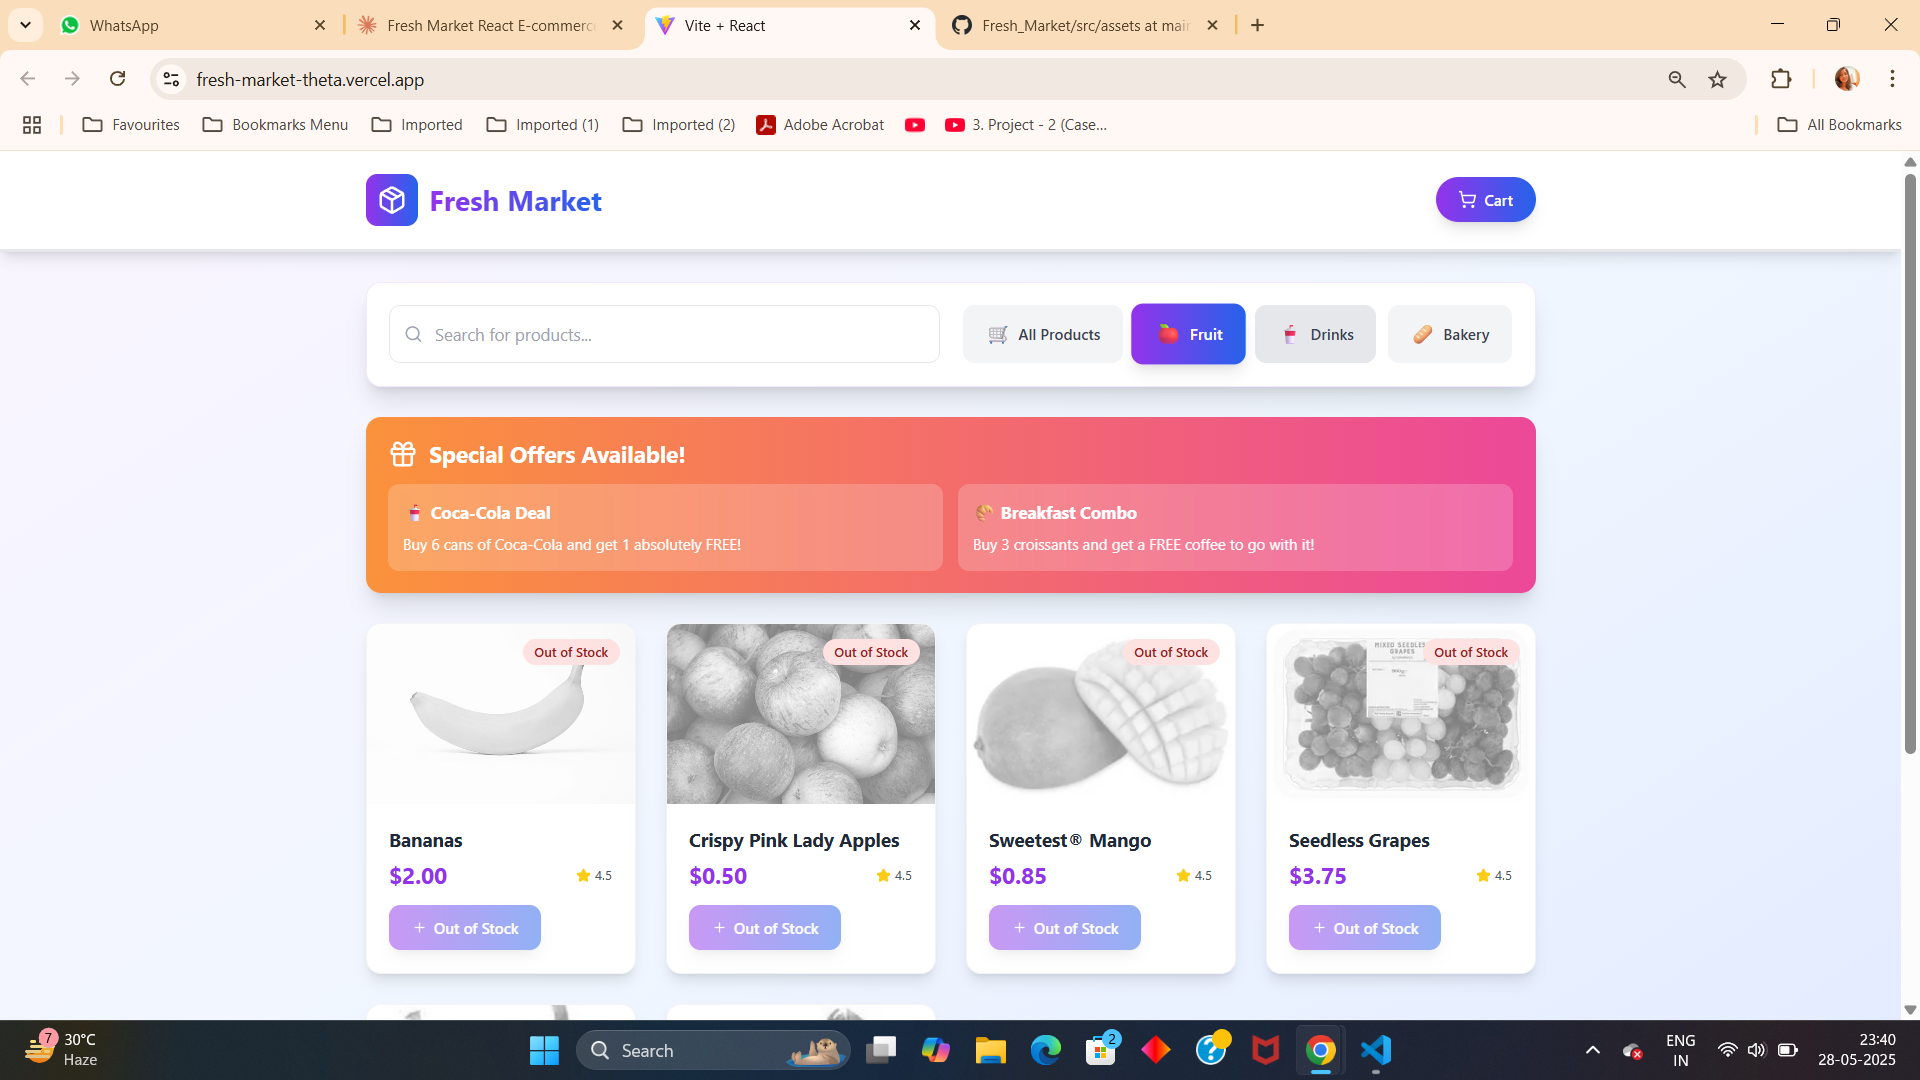 WhatsApp
Fresh Market React E-commerc
Vite + React
Fresh_Market/src/assets at mair
fresh-market-theta.vercel.app
Favourites
Bookmarks Menu
Imported
Imported (1)
Imported (2)
Adobe Acrobat
3. Project - 2 (Case...
All Bookmarks
Fresh Market
Cart
Search for products...
All Products
Fruit
Drinks
Bakery
Special Offers Available!
Coca-Cola Deal
Buy 6 cans of Coca-Cola and get 1 absolutely FREE!
Breakfast Combo
Buy 3 croissants and get a FREE coffee to go with it!
Out of Stock
Bananas
$2.00
4.5
+ Out of Stock
Out of Stock
Crispy Pink Lady Apples
$0.50
4.5
+ Out of Stock
Out of Stock
Sweetest® Mango
$0.85
4.5
+ Out of Stock
MIXED SEEDLES
GRAPES
Out of Stock
Seedless Grapes
$3.75
4.5
+ Out of Stock
7
30°C
Haze
Search
2
ENG
IN
23:40
28-05-2025